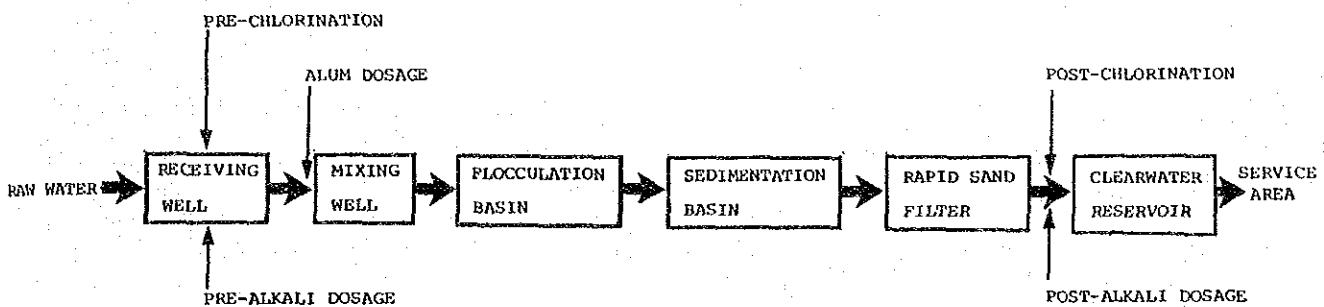 PRE-CHLORINATION
ALUM DOSAGE
POST-CHLORINATION
RAW WATER
RECEIVING
WELL
MIXING
WELL
FLOCCULATION
BASIN
SEDIMENTATION
BASIN
RAPID SAND
FILTER
CLEARWATER
RESERVOIR
SERVICE
AREA
PRE-ALKALI DOSAGE
POST-ALKALI DOSAGE